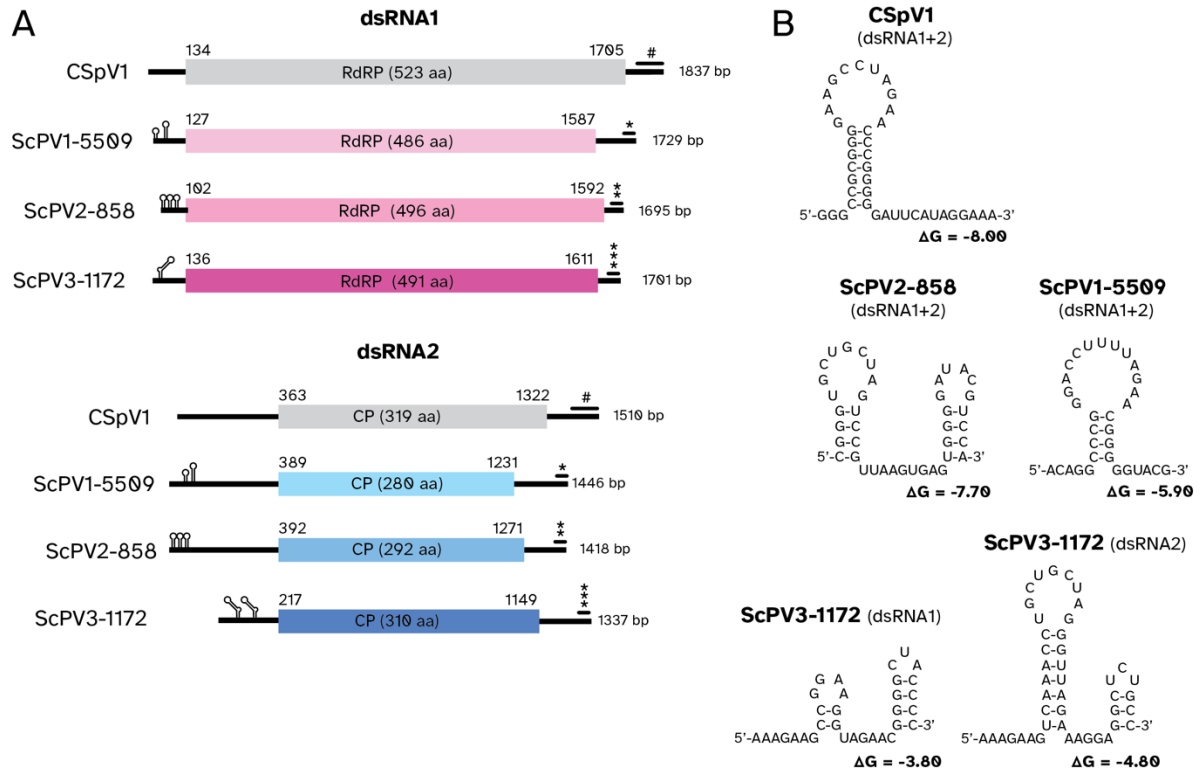 A
dsRNA1
134 1705 #
CSpV1 RdRP (523 aa) 1837 bp
127 1587 *
ScPV1-5509 RdRP (486 aa) 1729 bp
102 1592 **
ScPV2-858 RdRP (496 aa) 1695 bp
136 1611 ***
ScPV3-1172 RdRP (491 aa) 1701 bp
dsRNA2
363 1322 #
CSpV1 CP (319 aa) 1510 bp
389 1231 *
ScPV1-5509 CP (280 aa) 1446 bp
392 1271 **
ScPV2-858 CP (292 aa) 1418 bp
217 1149 ***
ScPV3-1172 CP (310 aa) 1337 bp
B
CSpV1
(dsRNA1+2)
5'-GGG GAUUCAUAGGAAA-3'
ΔG = -8.00
ScPV2-858
(dsRNA1+2)
5'-C-G UUAAGUGAG U-A-3'
ΔG = -7.70
ScPV1-5509
(dsRNA1+2)
5'-ACAGG GGUACG-3'
ΔG = -5.90
ScPV3-1172 (dsRNA1)
5'-AAAGAAG UAGAAC G-C-3'
ΔG = -3.80
ScPV3-1172 (dsRNA2)
5'-AAAGAAG AAGGA C-C-3'
ΔG = -4.80